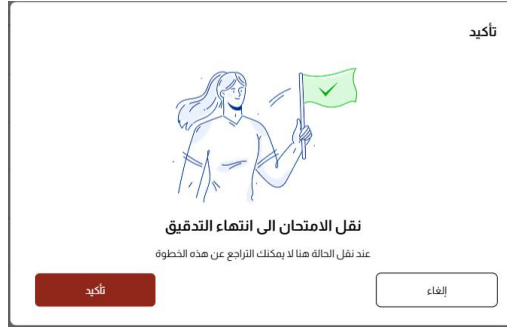 تأكيد
نقل الامتحان الى انتهاء التدقيق
عند نقل الحالة هنا لا يمكنك التراجع عن هذه الخطوة
إلغاء
تأكيد